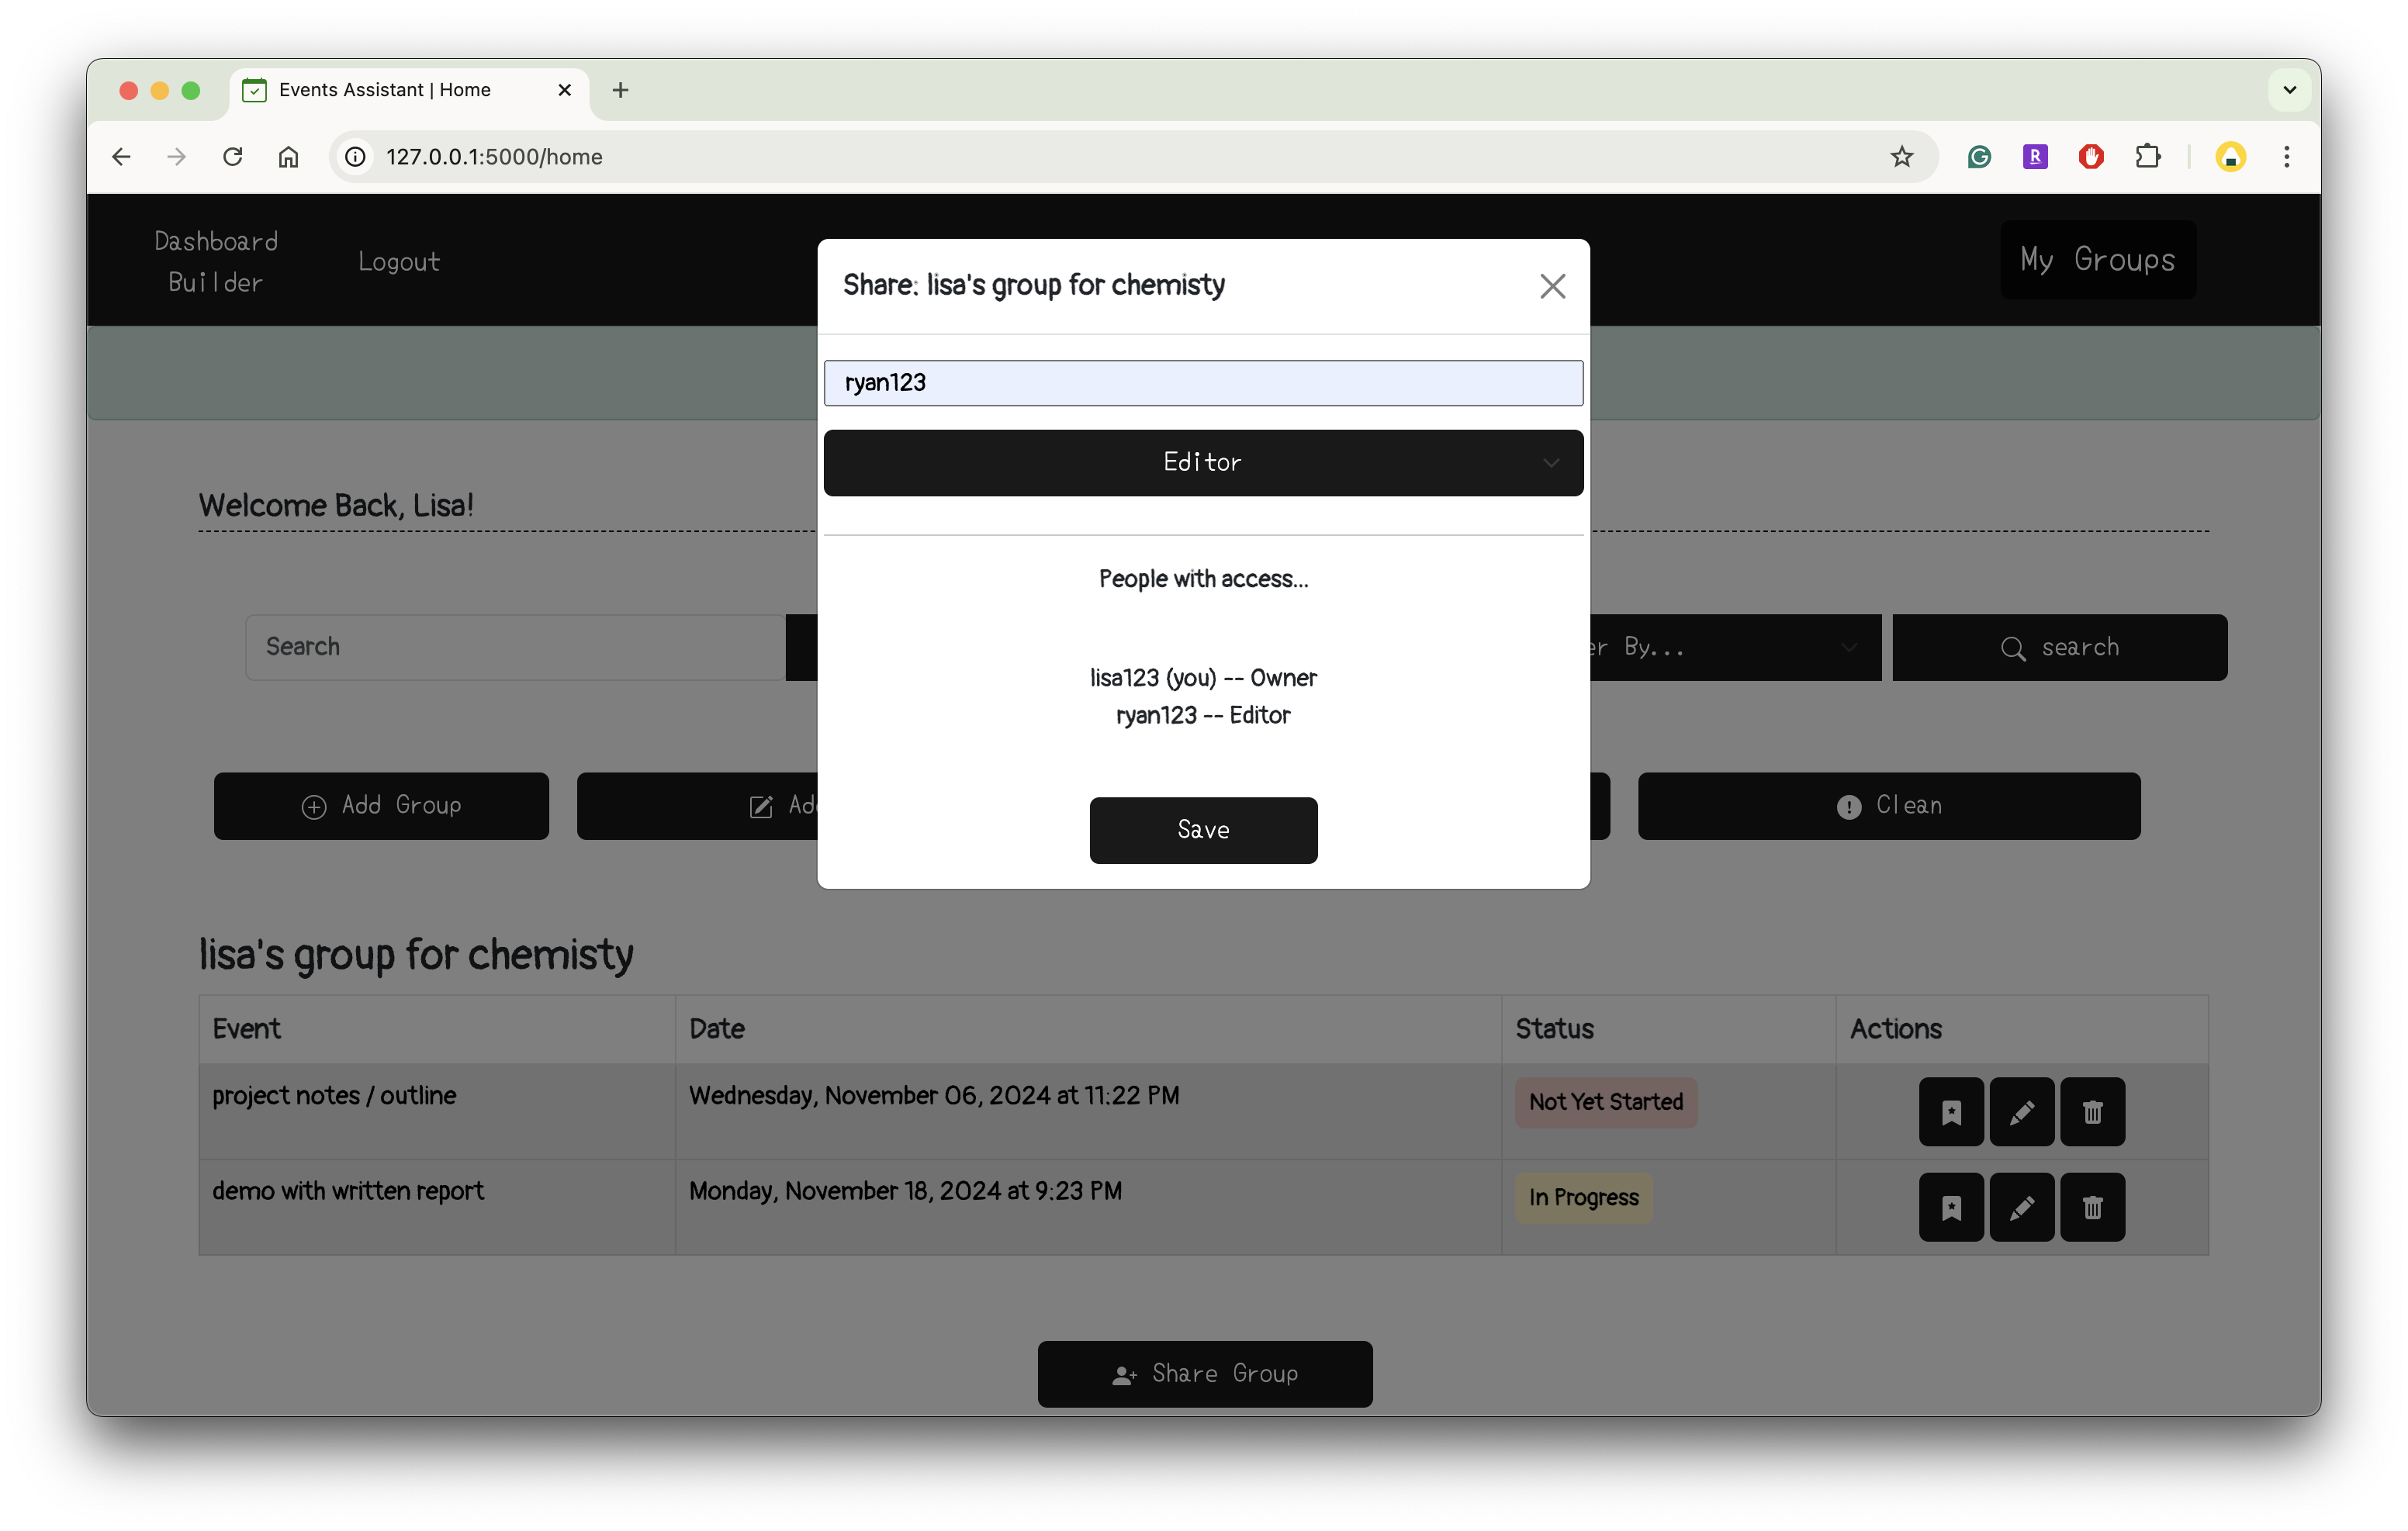 Events Assistant | Home
127.0.0.1:5000/home
Dashboard
Builder
Logout
My Groups
Share: lisa's group for chemisty
ryan123
Editor
Welcome Back, Lisa!
People with access...
Search
By...
search
lisa123 (you) -- Owner
ryan123 -- Editor
Add Group
Clean
Save
lisa's group for chemisty
Event Date Status Actions
project notes / outline Wednesday, November 06, 2024 at 11:22 PM Not Yet Started
demo with written report Monday, November 18, 2024 at 9:23 PM In Progress
Share Group